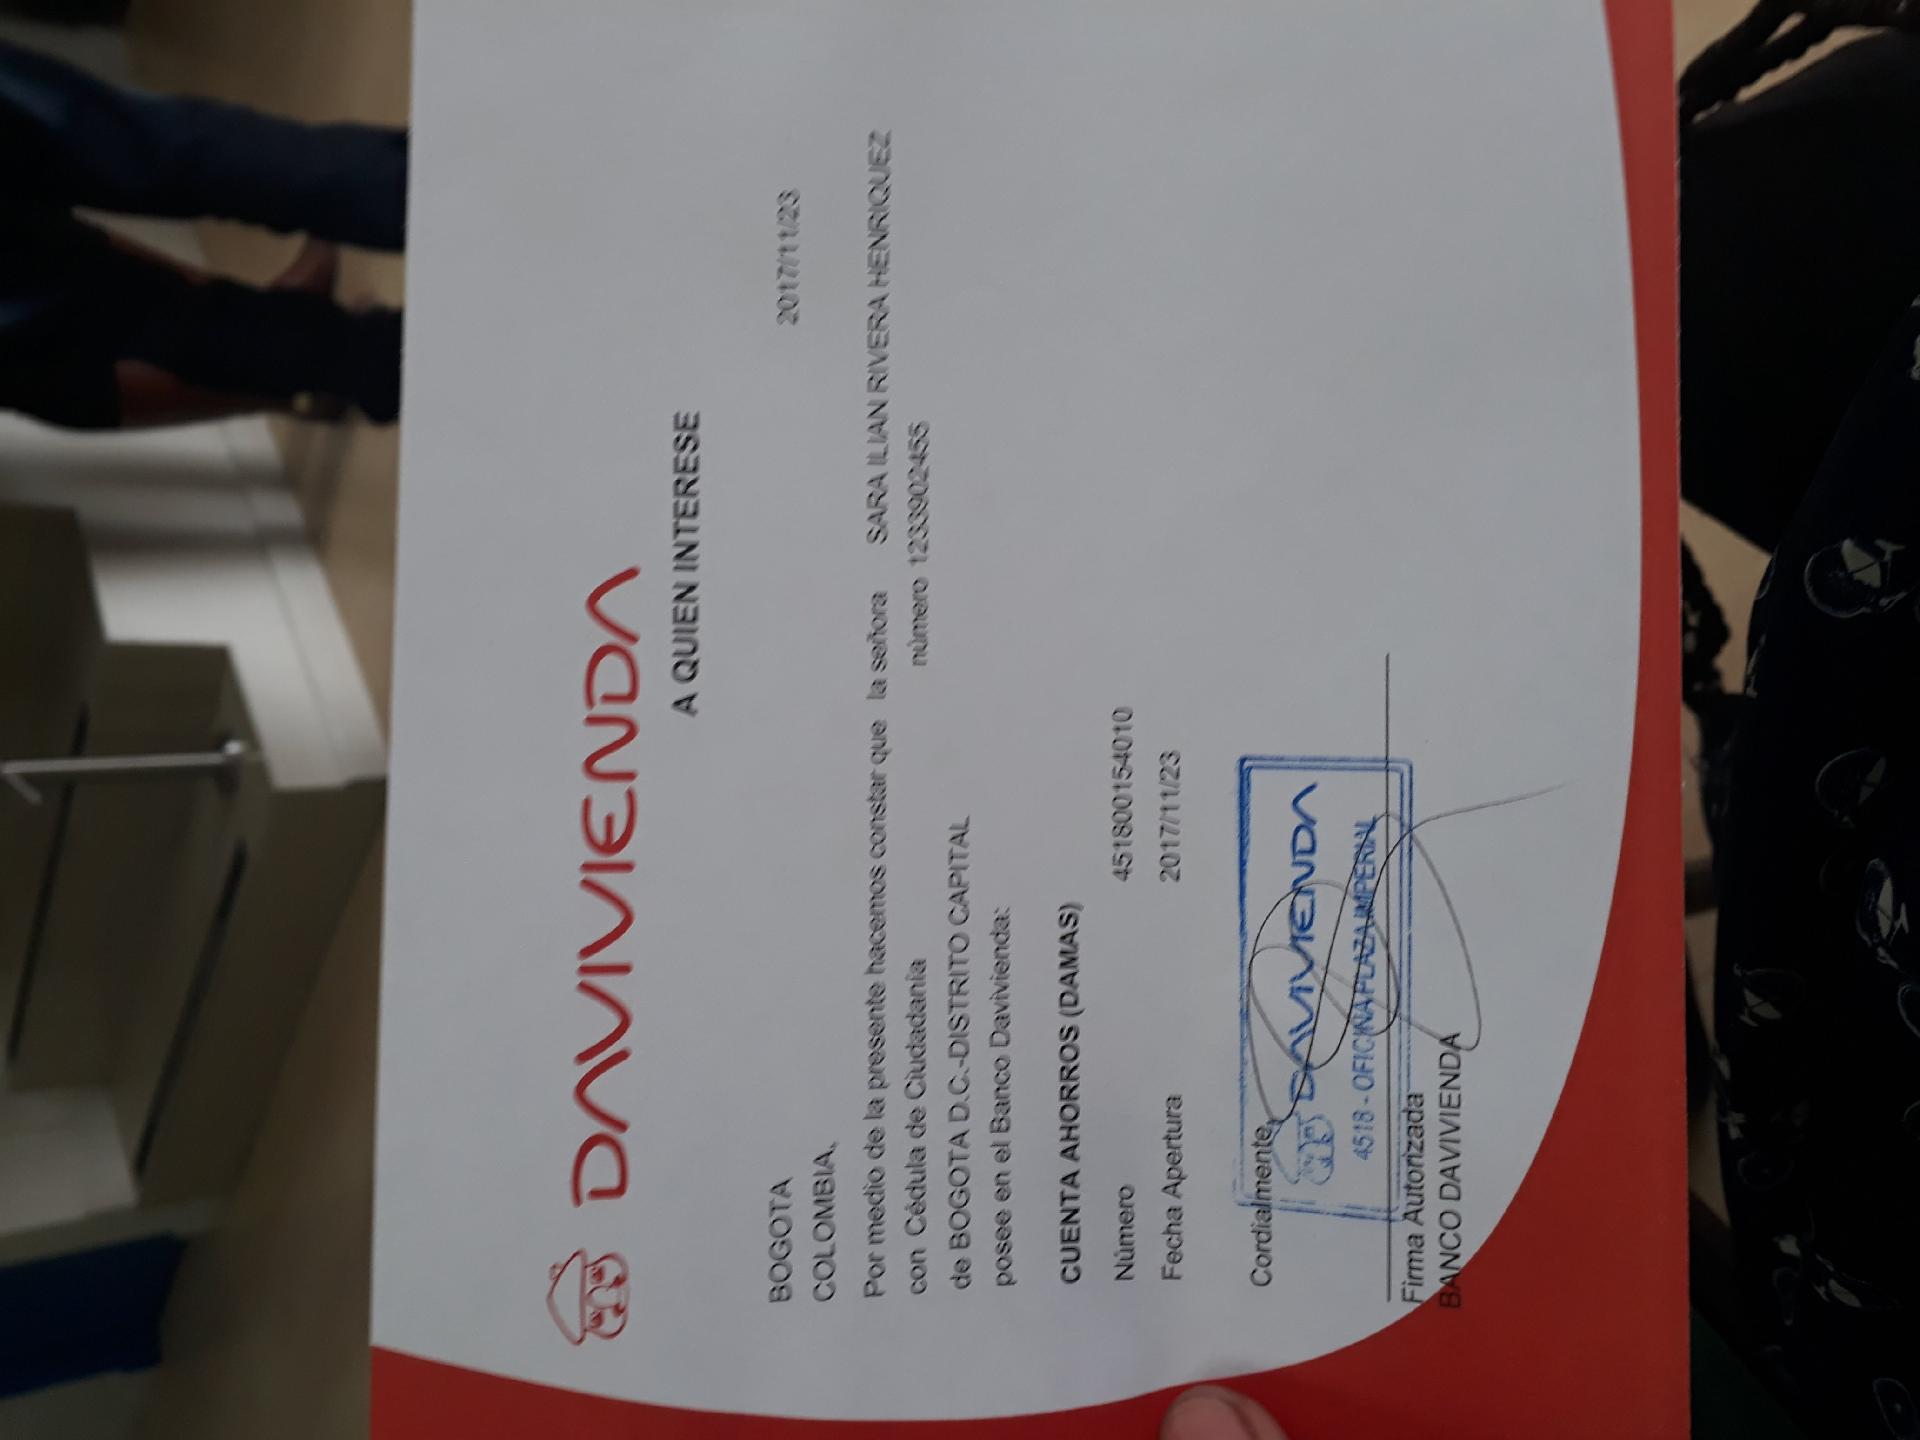 DAVIVIENDA
A QUIEN INTERESE
BOGOTA 2017/11/23
COLOMBIA,
Por medio de la presente hacemos constar que la señora SARA ILIAN RIVERA HENRIQUEZ
con Cédula de Ciudadanía número 1233902455
de BOGOTA D.C.-DISTRITO CAPITAL
posee en el Banco Davivienda:
CUENTA AHORROS (DAMAS)
Número 451800154010
Fecha Apertura 2017/11/23
Cordialmente,
DAVIVIENDA
4518 - OFICINA PLAZA IMPERIAL
Firma Autorizada
BANCO DAVIVIENDA